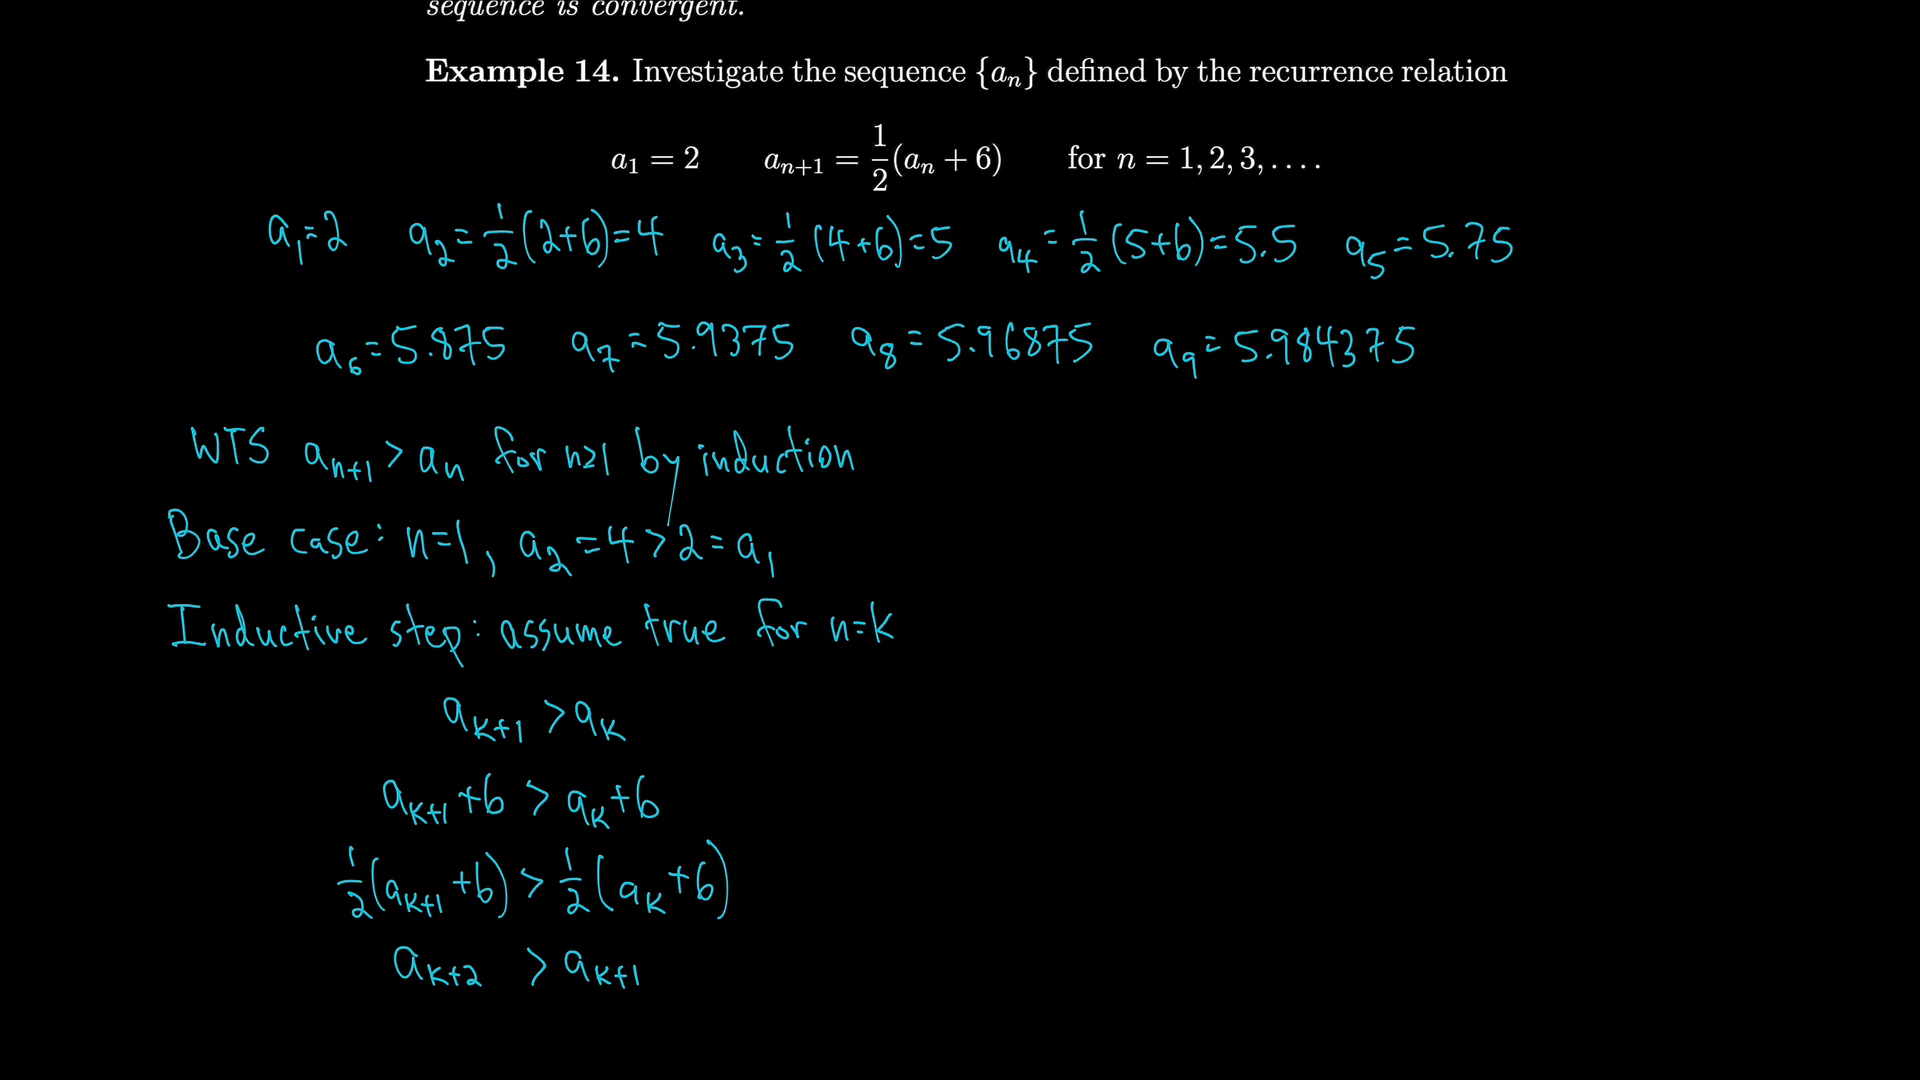 sequence is convergent.
Example 14. Investigate the sequence {aₙ} defined by the recurrence relation
a₁ = 2 aₙ₊₁ = 1/2(aₙ + 6) for n = 1, 2, 3, . . . .
a₁=2 a₂=1/2(2+6)=4 a₃=1/2(4+6)=5 a₄=1/2(5+6)=5.5 a₅=5.75
a₆=5.875 a₇=5.9375 a₈=5.96875 a₉=5.984375
WTS aₙ₊₁ > aₙ for n≥1 by induction
Base case: n=1, a₂=4>2=a₁
Inductive step: assume true for n=k
aₖ₊₁ > aₖ
aₖ₊₁+6 > aₖ+6
1/2(aₖ₊₁+6) > 1/2(aₖ+6)
aₖ₊₂ > aₖ₊₁